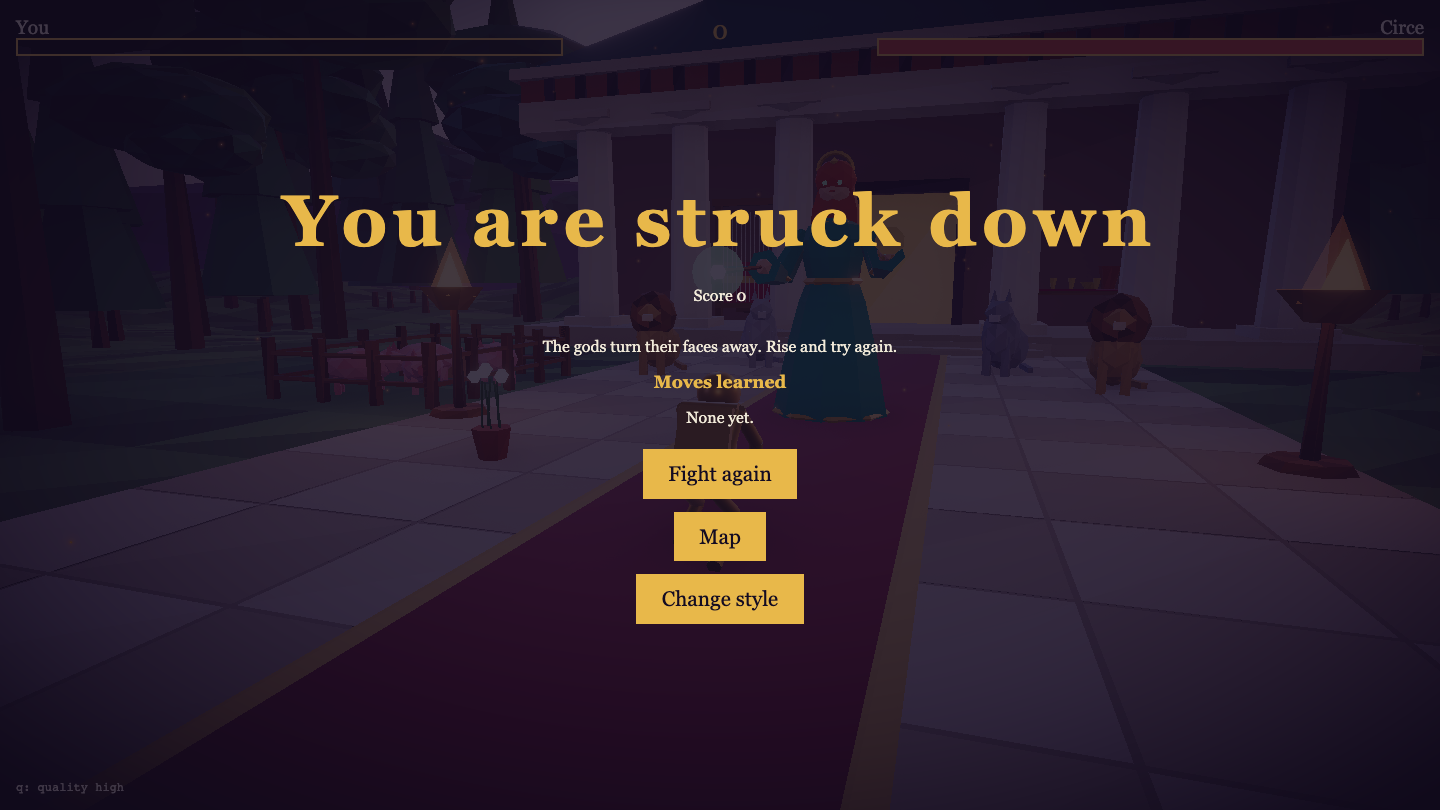 You
0
Circe
You are struck down
Score 0
The gods turn their faces away. Rise and try again.
Moves learned
None yet.
Fight again
Map
Change style
q: quality high